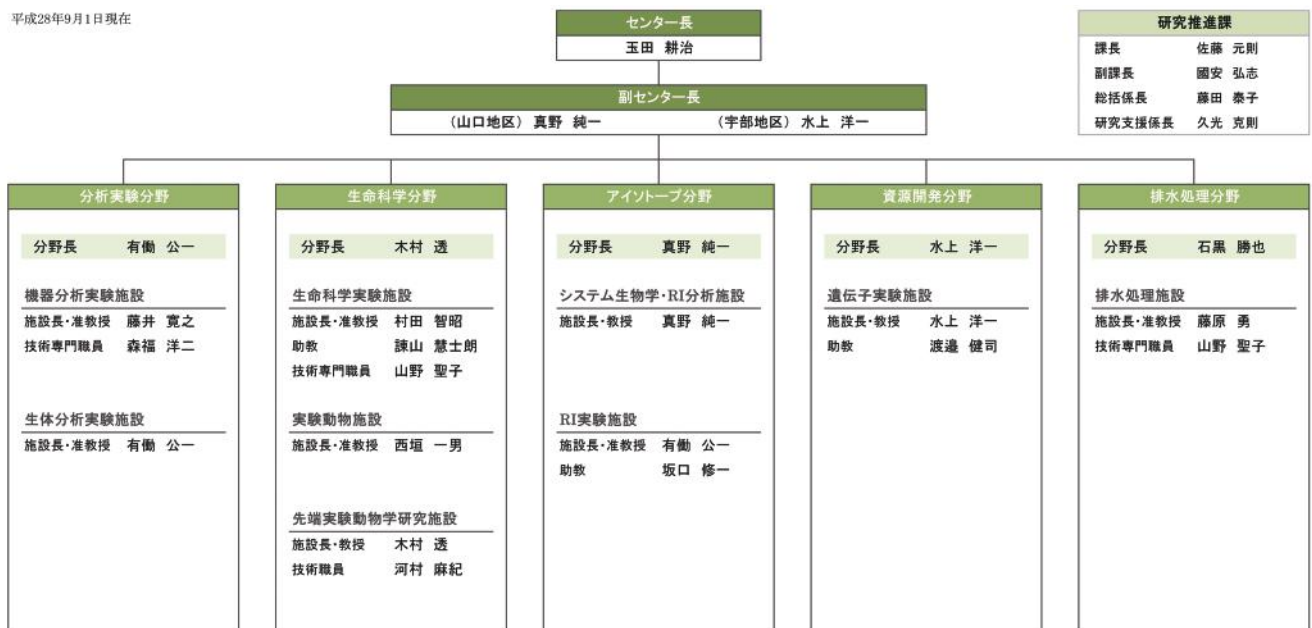 平成28年9月1日現在
センター長
玉田 耕治
研究推進課
課長 佐藤 元則
副課長 國安 弘志
総括係長 藤田 泰子
研究支援係長 久光 克則
副センター長
(山口地区) 真野 純一 (宇部地区) 水上 洋一
分析実験分野
分野長 有働 公一
機器分析実験施設
施設長・准教授 藤井 寛之
技術専門職員 森福 洋二
生体分析実験施設
施設長・准教授 有働 公一
生命科学分野
分野長 木村 透
生命科学実験施設
施設長・准教授 村田 智昭
助教 諫山 慧士朗
技術専門職員 山野 聖子
実験動物施設
施設長・准教授 西垣 一男
先端実験動物学研究施設
施設長・教授 木村 透
技術職員 河村 麻紀
アイソトープ分野
分野長 真野 純一
システム生物学・RI分析施設
施設長・教授 真野 純一
RI実験施設
施設長・准教授 有働 公一
助教 坂口 修一
資源開発分野
分野長 水上 洋一
遺伝子実験施設
施設長・教授 水上 洋一
助教 渡邉 健司
排水処理分野
分野長 石黒 勝也
排水処理施設
施設長・准教授 藤原 勇
技術専門職員 山野 聖子